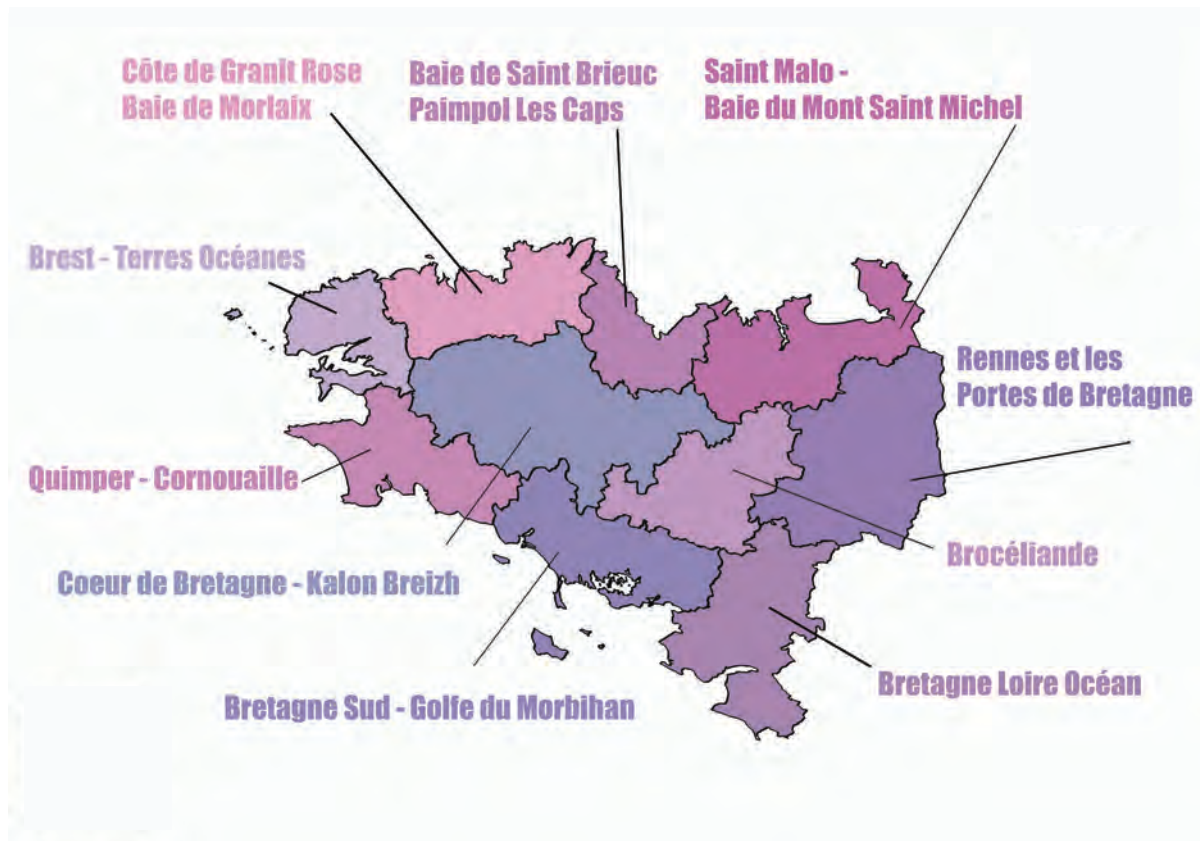 Côte de Granit Rose
Baie de Morlaix
Baie de Saint Brieuc
Paimpol Les Caps
Saint Malo -
Baie du Mont Saint Michel
Brest - Terres Océanes
Rennes et les
Portes de Bretagne
Quimper - Cornouaille
Brocéliande
Coeur de Bretagne - Kalon Breizh
Bretagne Loire Océan
Bretagne Sud - Golfe du Morbihan